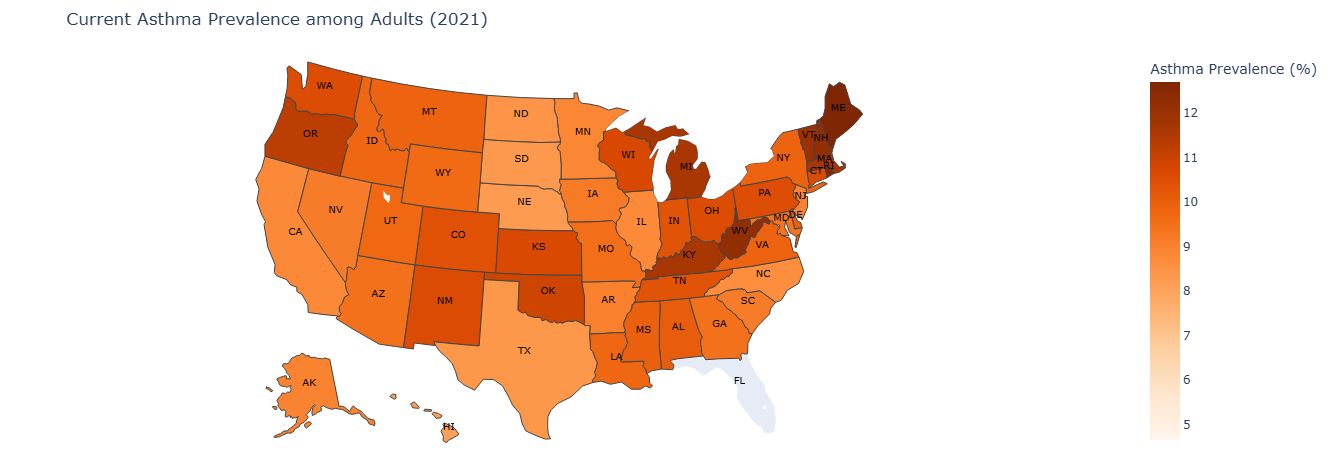 Current Asthma Prevalence among Adults (2021)
Asthma Prevalence (%)
12
11
10
9
8
7
6
5
WA
OR
ID
MT
ND
MN
SD
WY
NE
IA
WI
MI
NY
VT
NH
ME
MA
RI
CT
PA
NJ
MD
DE
CA
NV
UT
CO
KS
MO
IL
IN
OH
WV
VA
KY
AZ
NM
OK
AR
TN
NC
SC
TX
LA
MS
AL
GA
FL
AK
HI